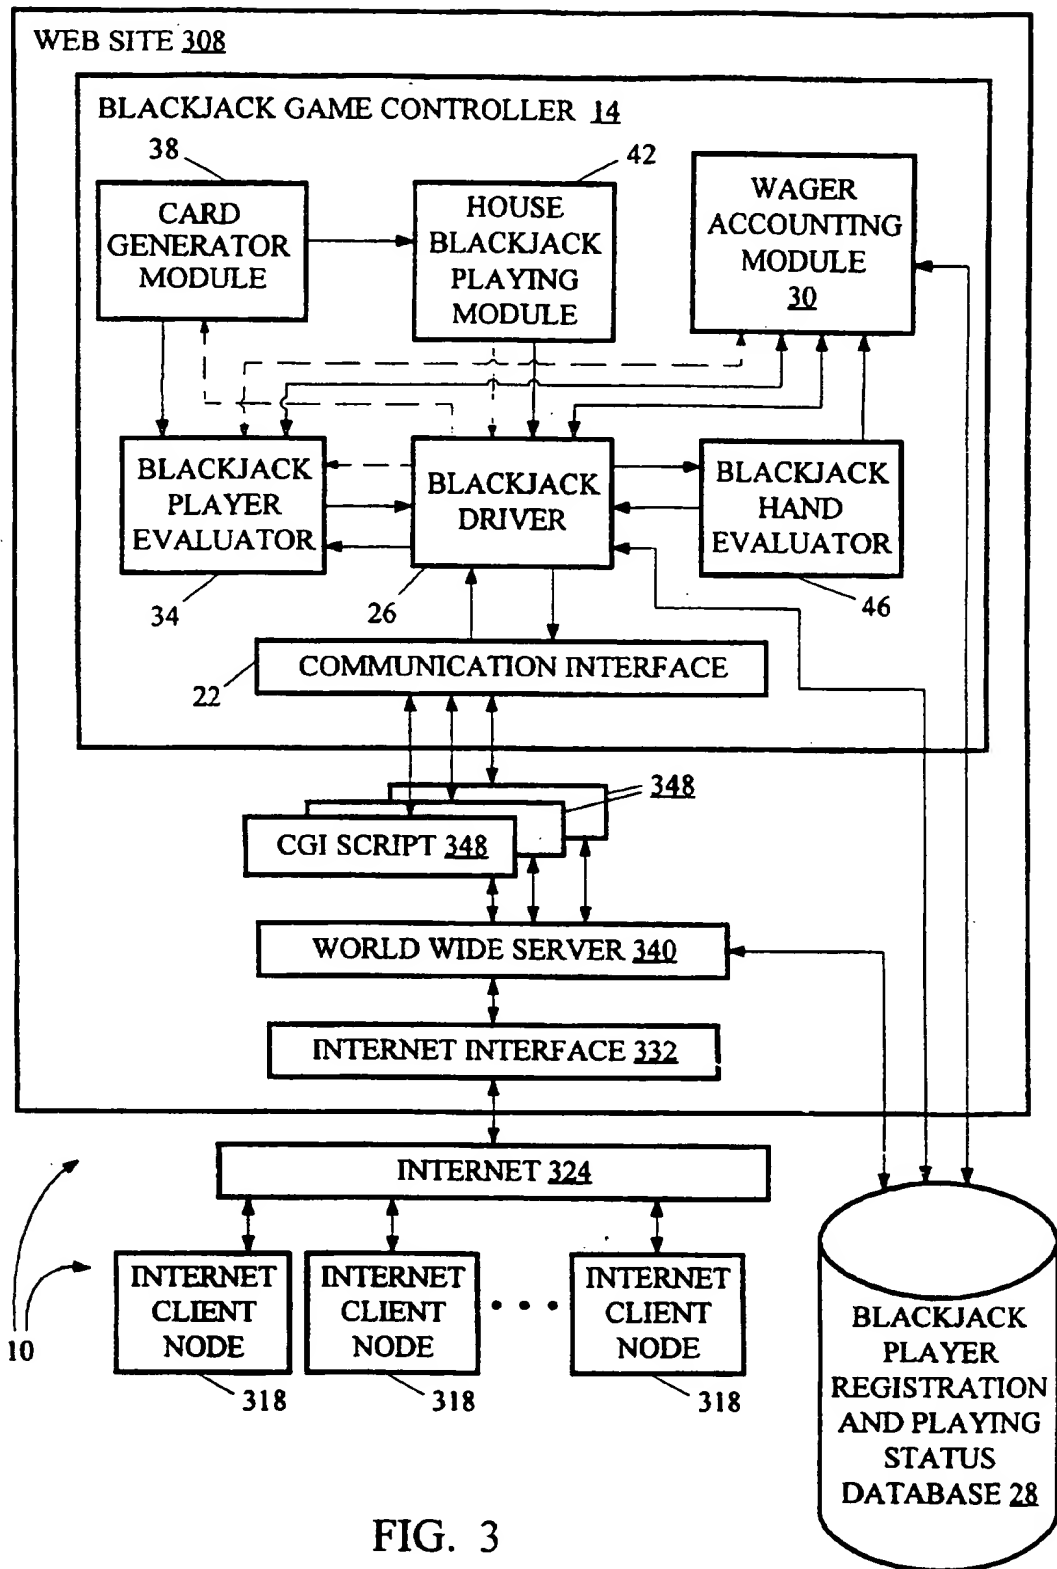 WEB SITE 308
BLACKJACK GAME CONTROLLER 14
38
42
CARD
GENERATOR
MODULE
HOUSE
BLACKJACK
PLAYING
MODULE
WAGER
ACCOUNTING
MODULE
30
BLACKJACK
PLAYER
EVALUATOR
BLACKJACK
DRIVER
BLACKJACK
HAND
EVALUATOR
34
26
46
COMMUNICATION INTERFACE
22
348
CGI SCRIPT 348
WORLD WIDE SERVER 340
INTERNET INTERFACE 332
INTERNET 324
INTERNET
CLIENT
NODE
INTERNET
CLIENT
NODE
INTERNET
CLIENT
NODE
10
318
318
318
BLACKJACK
PLAYER
REGISTRATION
AND PLAYING
STATUS
DATABASE 28
FIG. 3